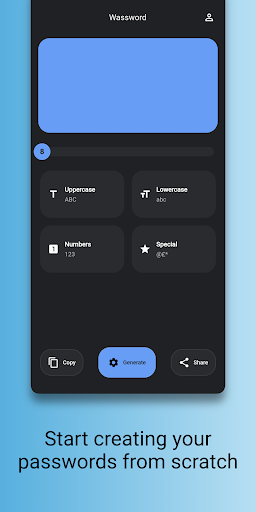 Wassword
8
Uppercase
ABC
Lowercase
abc
Numbers
123
Special
@€*
Copy
Generate
Share
Start creating your
passwords from scratch